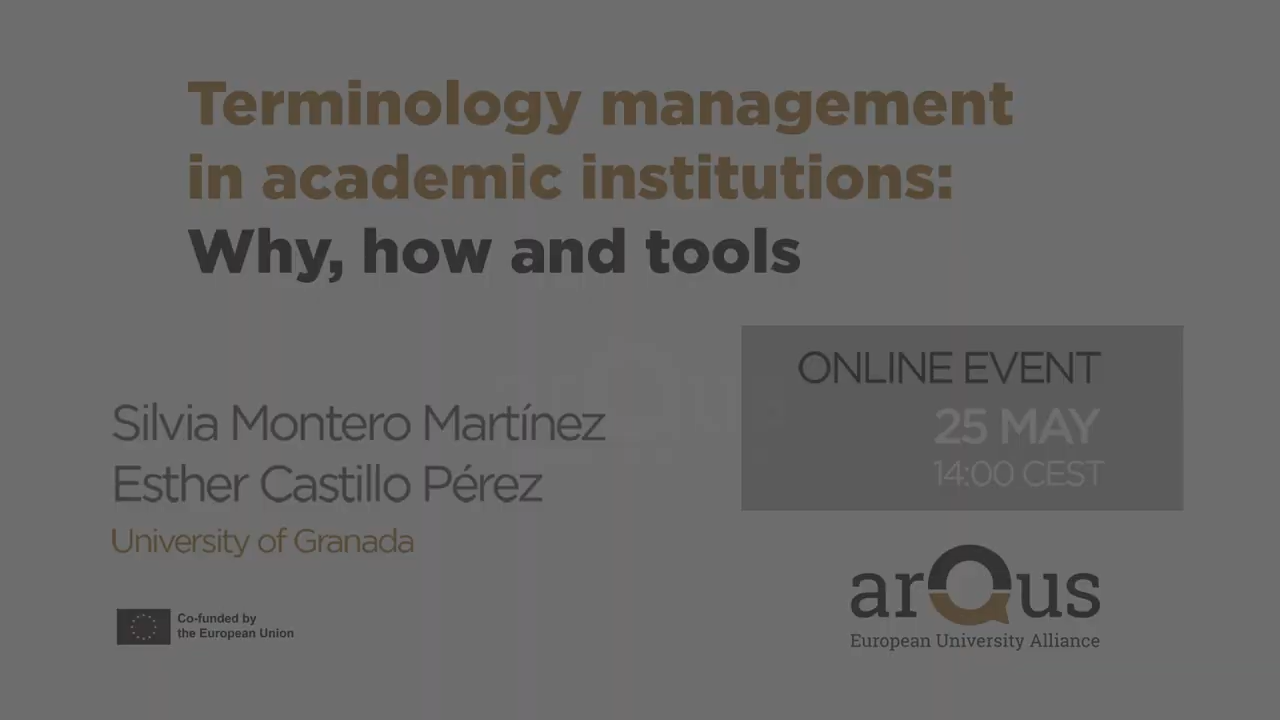 Terminology management
in academic institutions:
Why, how and tools
ONLINE EVENT
25 MAY
14:00 CEST
Silvia Montero Martínez
Esther Castillo Pérez
University of Granada
Co-funded by
the European Union
arQus
European University Alliance